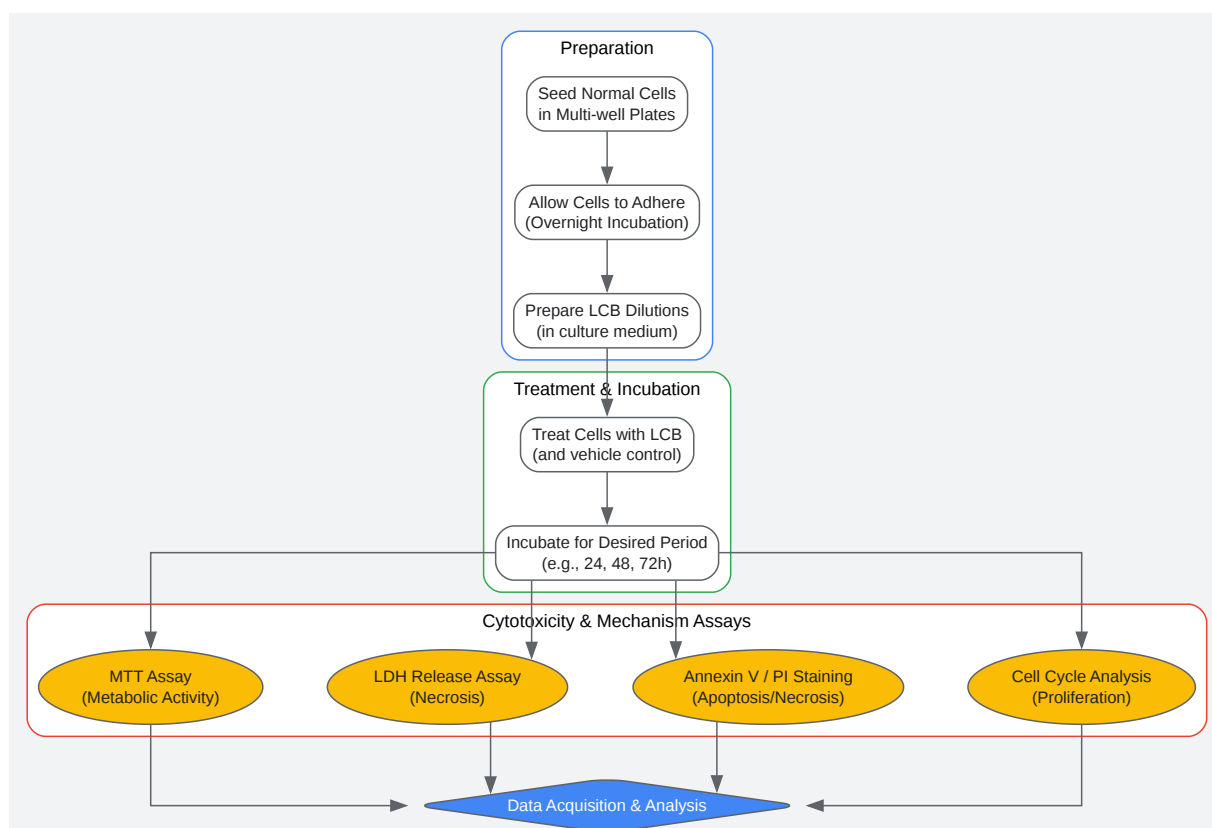 Preparation
Seed Normal Cells
in Multi-well Plates
Allow Cells to Adhere
(Overnight Incubation)
Prepare LCB Dilutions
(in culture medium)
Treatment & Incubation
Treat Cells with LCB
(and vehicle control)
Incubate for Desired Period
(e.g., 24, 48, 72h)
Cytotoxicity & Mechanism Assays
MTT Assay
(Metabolic Activity)
LDH Release Assay
(Necrosis)
Annexin V / PI Staining
(Apoptosis/Necrosis)
Cell Cycle Analysis
(Proliferation)
Data Acquisition & Analysis